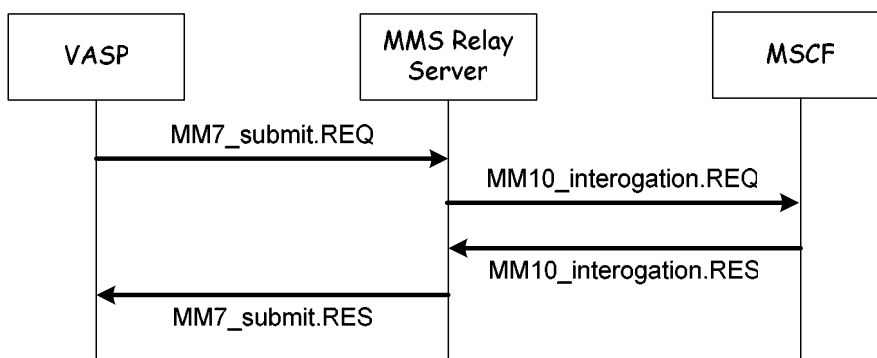 VASP
MMS Relay
Server
MSCF
MM7_submit.REQ
MM10_interogation.REQ
MM10_interogation.RES
MM7_submit.RES